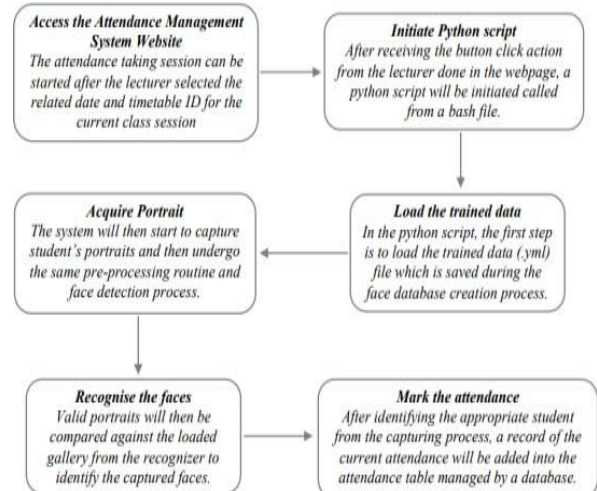 Access the Attendance Management
System Website
The attendance taking session can be
started after the lecturer selected the
related date and timetable ID for the
current class session
Initiate Python script
After receiving the button click action
from the lecturer done in the webpage, a
python script will be initiated called
from a bash file.
Load the trained data
In the python script, the first step
is to load the trained data (.yml)
file which is saved during the
face database creation process.
Acquire Portrait
The system will then start to capture
student's portraits and then undergo
the same pre-processing routine and
face detection process.
Recognise the faces
Valid portraits will then be
compared against the loaded
gallery from the recognizer to
identify the captured faces.
Mark the attendance
After identifying the appropriate student
from the capturing process, a record of the
current attendance will be added into the
attendance table managed by a database.